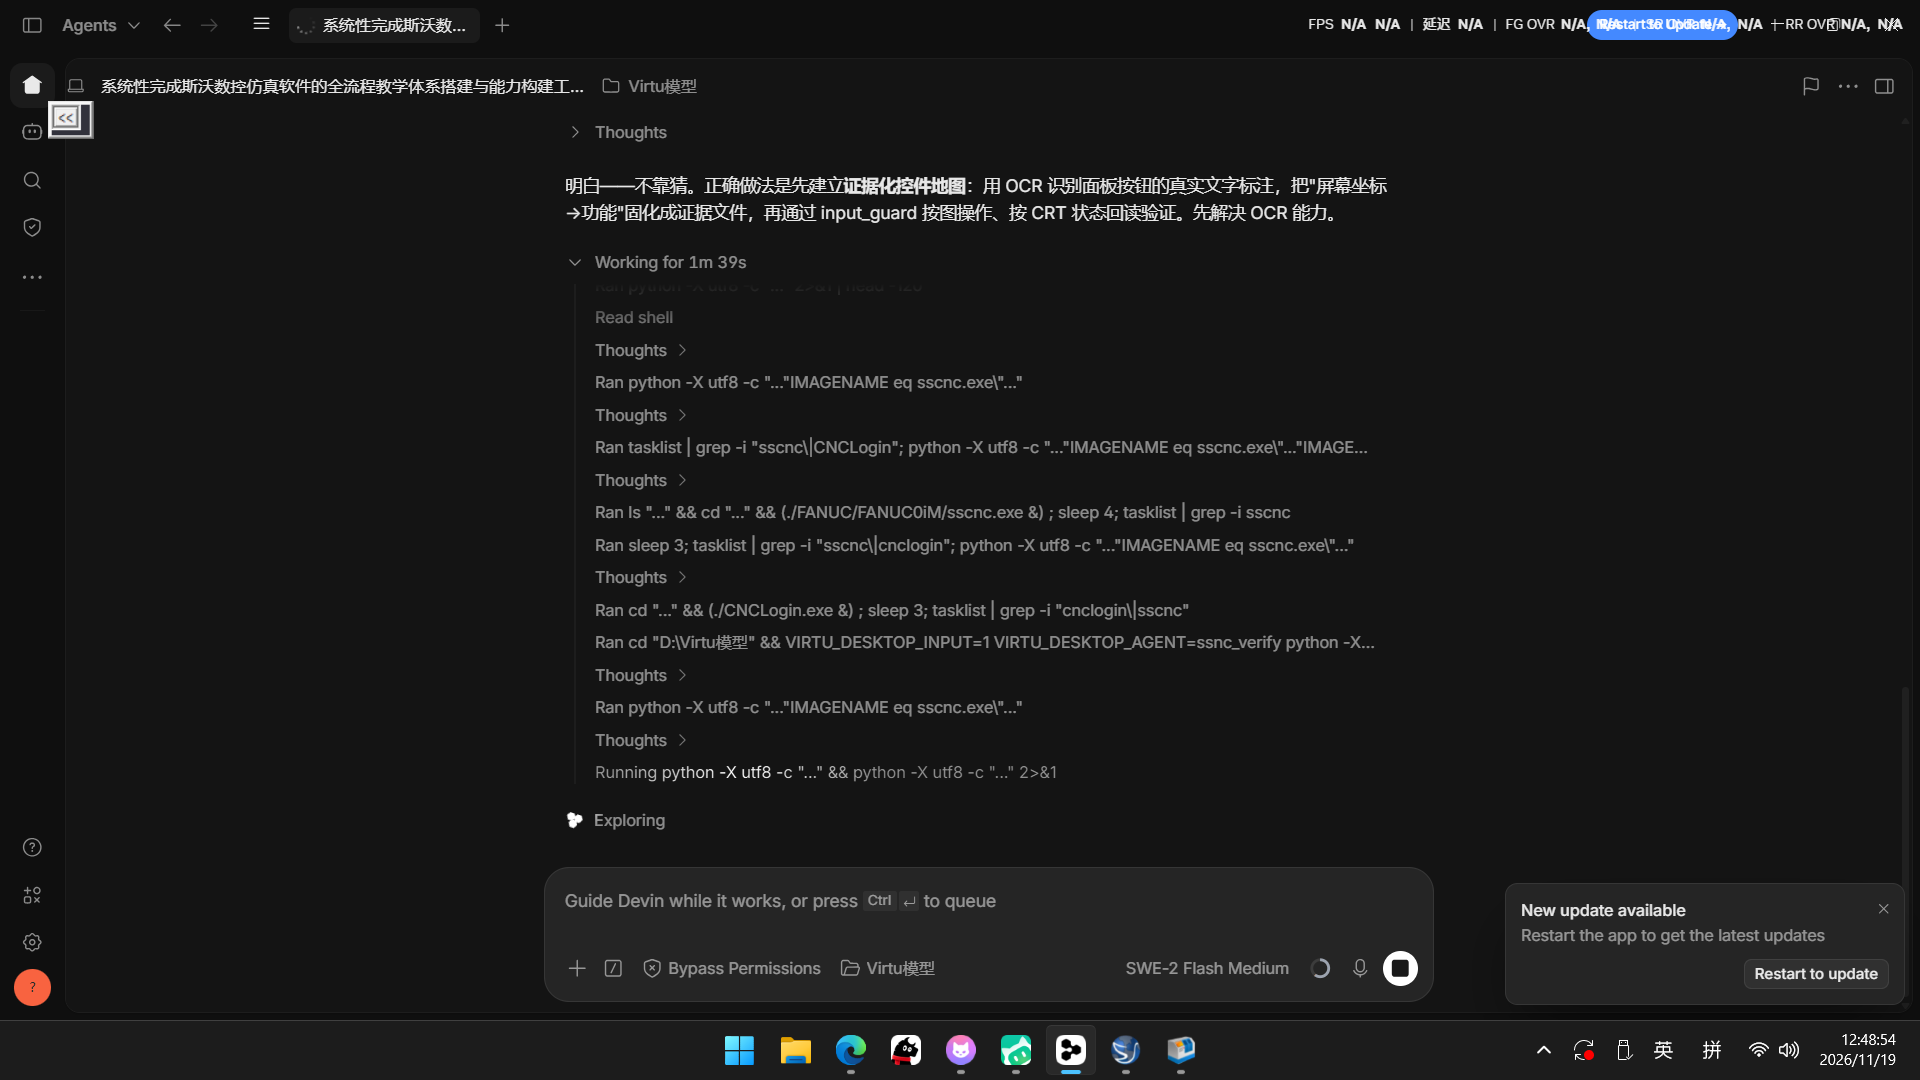 Agents
系统性完成斯沃数...
FPS N/A N/A | 延迟 N/A | FG OVR N/A,
Restart to Update
N/A
RR OVR N/A, N/A
系统性完成斯沃数控仿真软件的全流程教学体系搭建与能力构建工...
Virtu模型
<<
Thoughts
明白——不靠猜。正确做法是先建立证据化控件地图：用 OCR 识别面板按钮的真实文字标注，把"屏幕坐标
→功能"固化成证据文件，再通过 input_guard 按图操作、按 CRT 状态回读验证。先解决 OCR 能力。
Working for 1m 39s
Ran python -X utf8 -c "..." 2>&1 | head -120
Read shell
Thoughts
Ran python -X utf8 -c "..."IMAGENAME eq sscnc.exe\"..."
Thoughts
Ran tasklist | grep -i "sscnc\|CNCLogin"; python -X utf8 -c "..."IMAGENAME eq sscnc.exe\"..."IMAGE...
Thoughts
Ran ls "..." && cd "..." && (./FANUC/FANUC0iM/sscnc.exe &) ; sleep 4; tasklist | grep -i sscnc
Ran sleep 3; tasklist | grep -i "sscnc\|cnclogin"; python -X utf8 -c "..."IMAGENAME eq sscnc.exe\"..."
Thoughts
Ran cd "..." && (./CNCLogin.exe &) ; sleep 3; tasklist | grep -i "cnclogin\|sscnc"
Ran cd "D:\Virtu模型" && VIRTU_DESKTOP_INPUT=1 VIRTU_DESKTOP_AGENT=ssnc_verify python -X...
Thoughts
Ran python -X utf8 -c "..."IMAGENAME eq sscnc.exe\"..."
Thoughts
Running python -X utf8 -c "..." && python -X utf8 -c "..." 2>&1
Exploring
Guide Devin while it works, or press Ctrl ↵ to queue
Bypass Permissions
Virtu模型
SWE-2 Flash Medium
New update available
Restart the app to get the latest updates
Restart to update
?
英
拼
12:48:54
2026/11/19